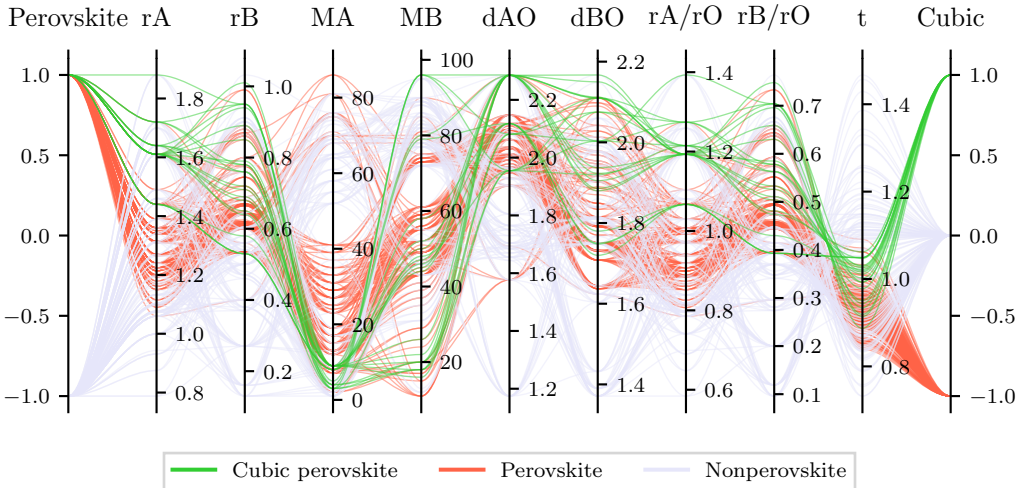 Perovskite rA rB MA MB dAO dBO rA/rO rB/rO t Cubic
1.0 0.5 0.0 −0.5 −1.0
1.8 1.6 1.4 1.2 1.0 0.8
1.0 0.8 0.6 0.4 0.2
80 60 40 20 0
100 80 60 40 20
2.2 2.0 1.8 1.6 1.4 1.2
2.2 2.0 1.8 1.6 1.4
1.4 1.2 1.0 0.8 0.6
0.7 0.6 0.5 0.4 0.3 0.2 0.1
1.4 1.2 1.0 0.8
1.0 0.5 0.0 −0.5 −1.0
Cubic perovskite Perovskite Nonperovskite